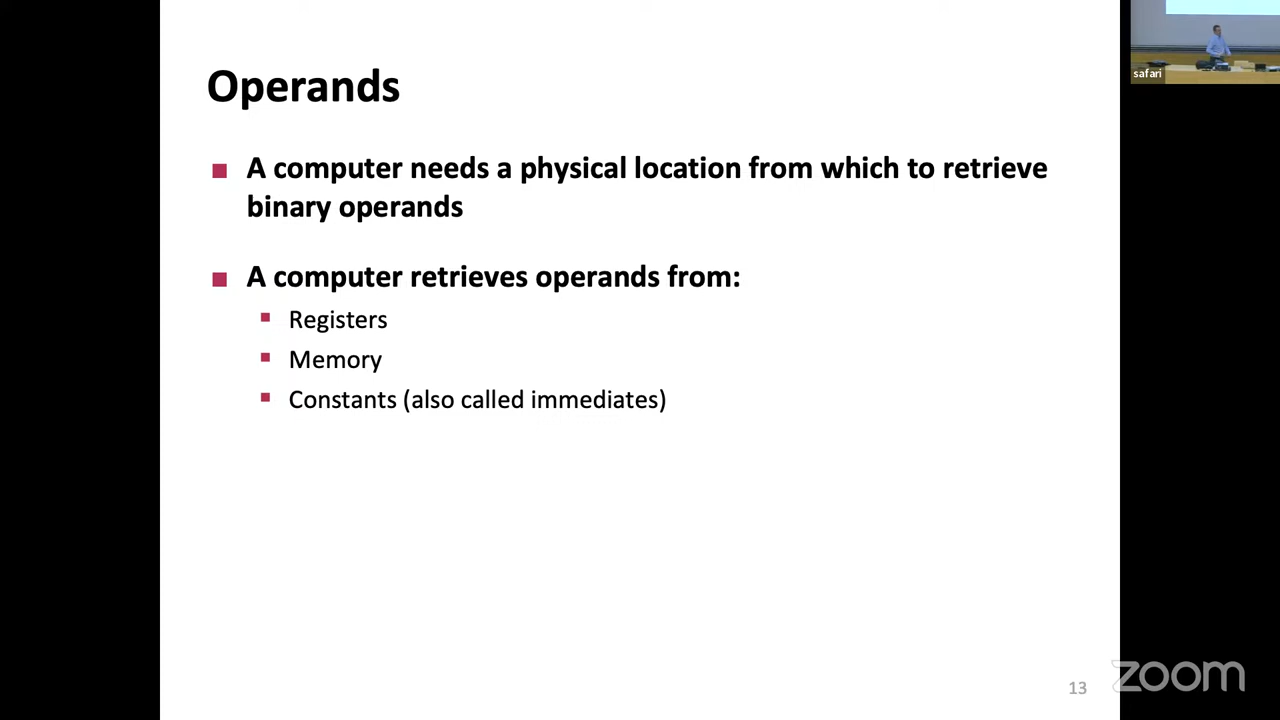 Operands
A computer needs a physical location from which to retrieve
binary operands
A computer retrieves operands from:
Registers
Memory
Constants (also called immediates)
safari
13
zoom